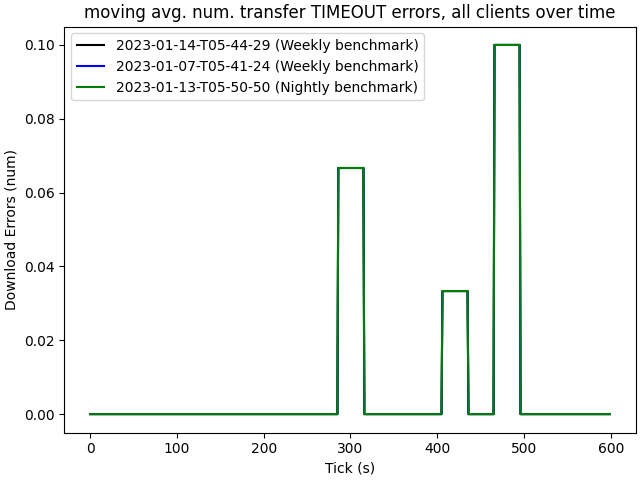 moving avg. num. transfer TIMEOUT errors, all clients over time
2023-01-14-T05-44-29 (Weekly benchmark)
2023-01-07-T05-41-24 (Weekly benchmark)
2023-01-13-T05-50-50 (Nightly benchmark)
Download Errors (num)
0.10
0.08
0.06
0.04
0.02
0.00
0 100 200 300 400 500 600
Tick (s)